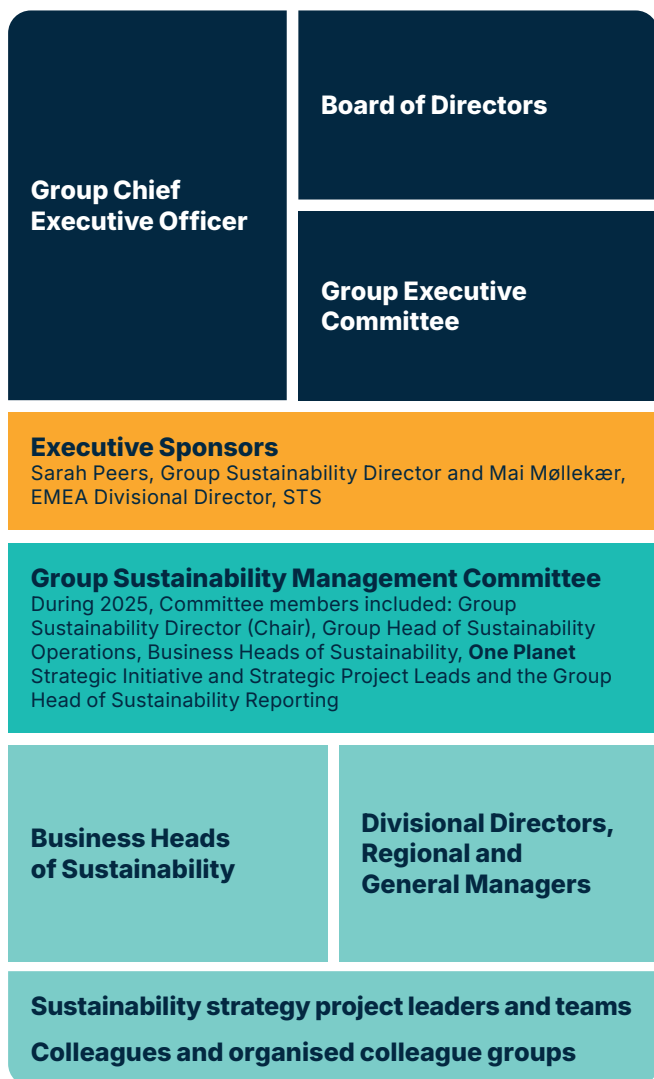 Group Chief
Executive Officer
Board of Directors
Group Executive
Committee
Executive Sponsors
Sarah Peers, Group Sustainability Director and Mai Møllekær,
EMEA Divisional Director, STS
Group Sustainability Management Committee
During 2025, Committee members included: Group
Sustainability Director (Chair), Group Head of Sustainability
Operations, Business Heads of Sustainability, One Planet
Strategic Initiative and Strategic Project Leads and the Group
Head of Sustainability Reporting
Business Heads
of Sustainability
Divisional Directors,
Regional and
General Managers
Sustainability strategy project leaders and teams
Colleagues and organised colleague groups